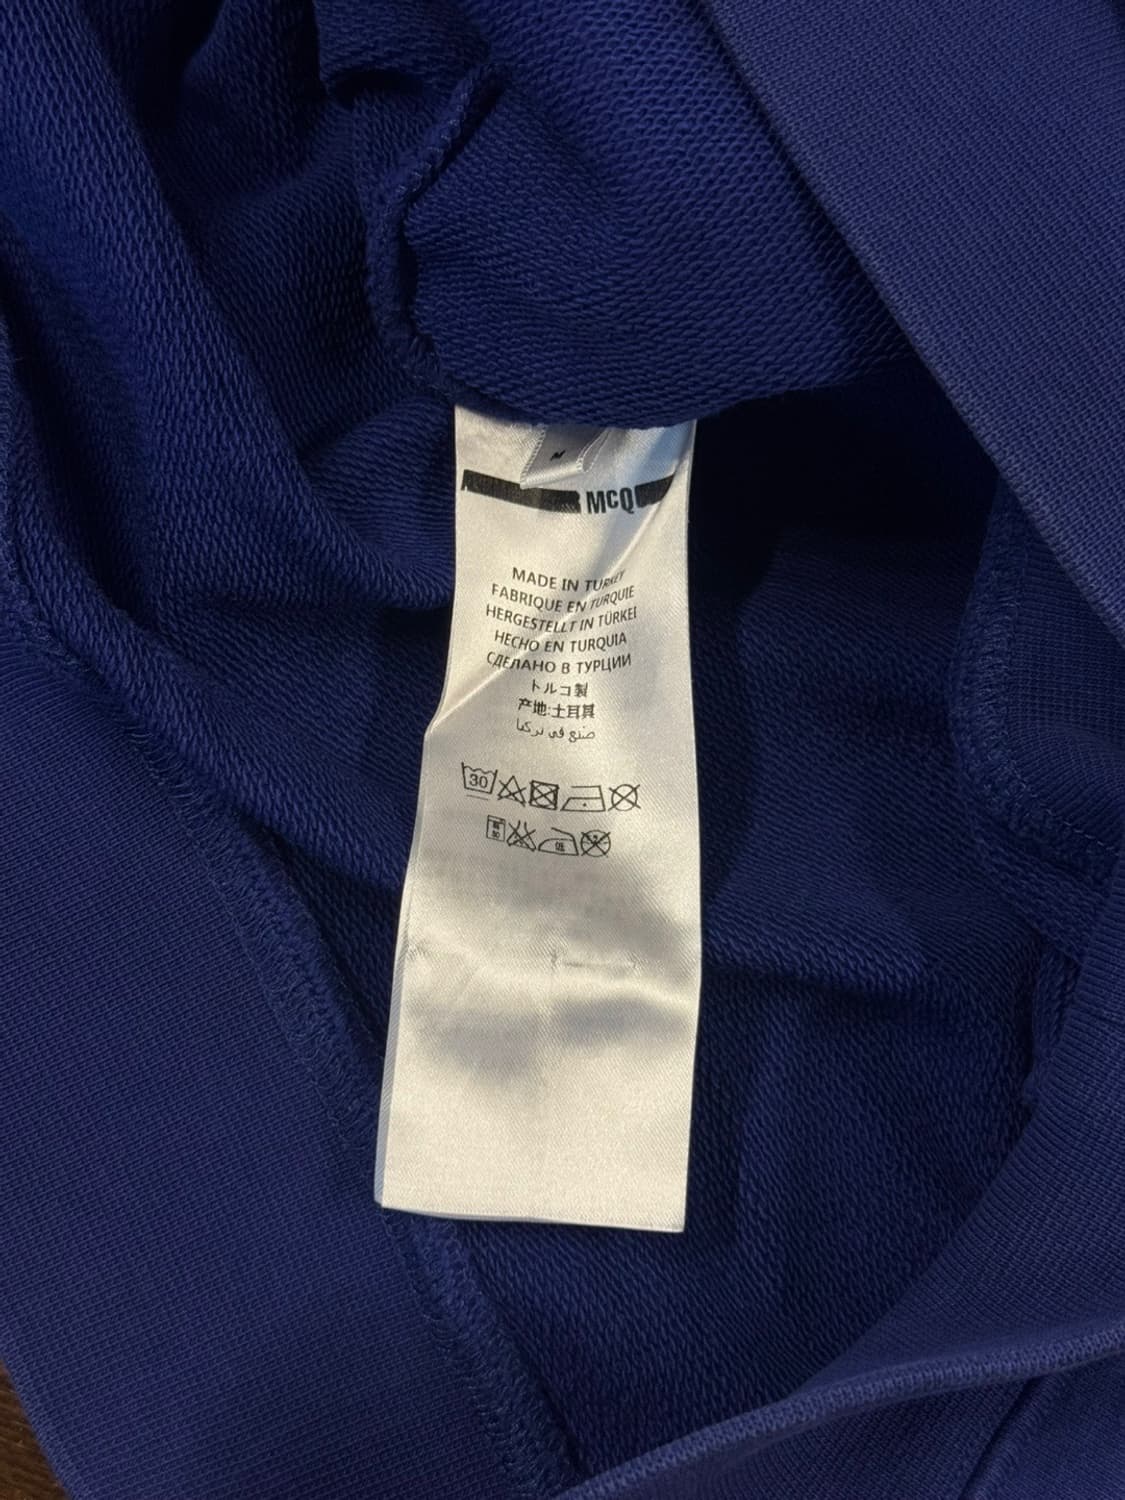 M
McQ
MADE IN TURKEY
FABRIQUE EN TURQUIE
HERGESTELLT IN TÜRKEI
HECHO EN TURQUIA
СДЕЛАНО В ТУРЦИИ
トルコ製
产地:土耳其
صنع في تركيا
30